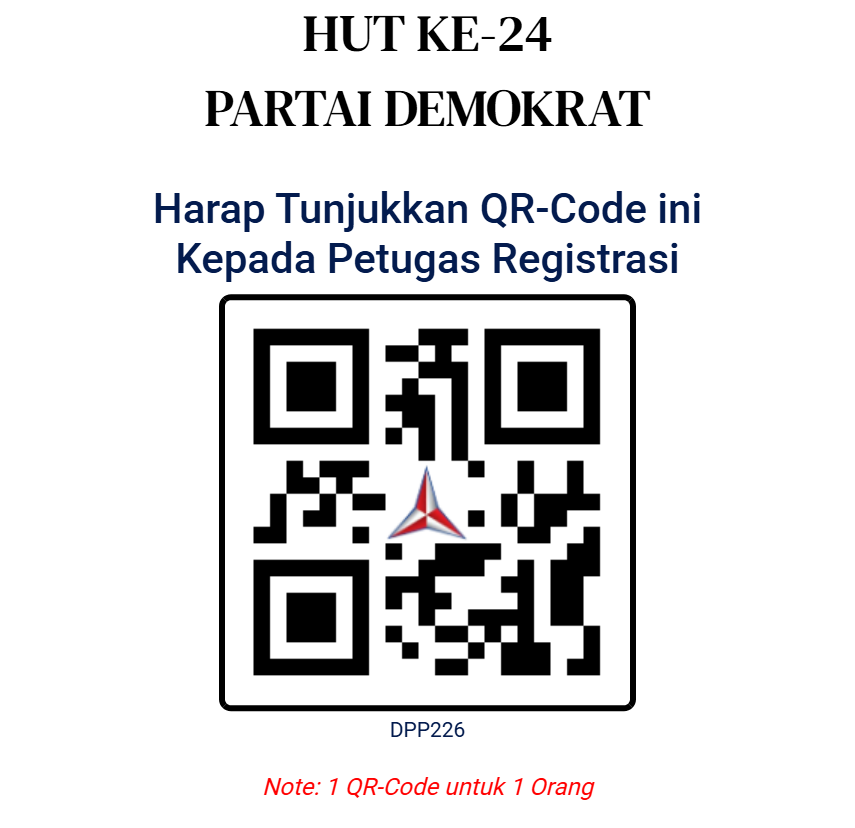 HUT KE-24
PARTAI DEMOKRAT
Harap Tunjukkan QR-Code ini
Kepada Petugas Registrasi
DPP226
Note: 1 QR-Code untuk 1 Orang